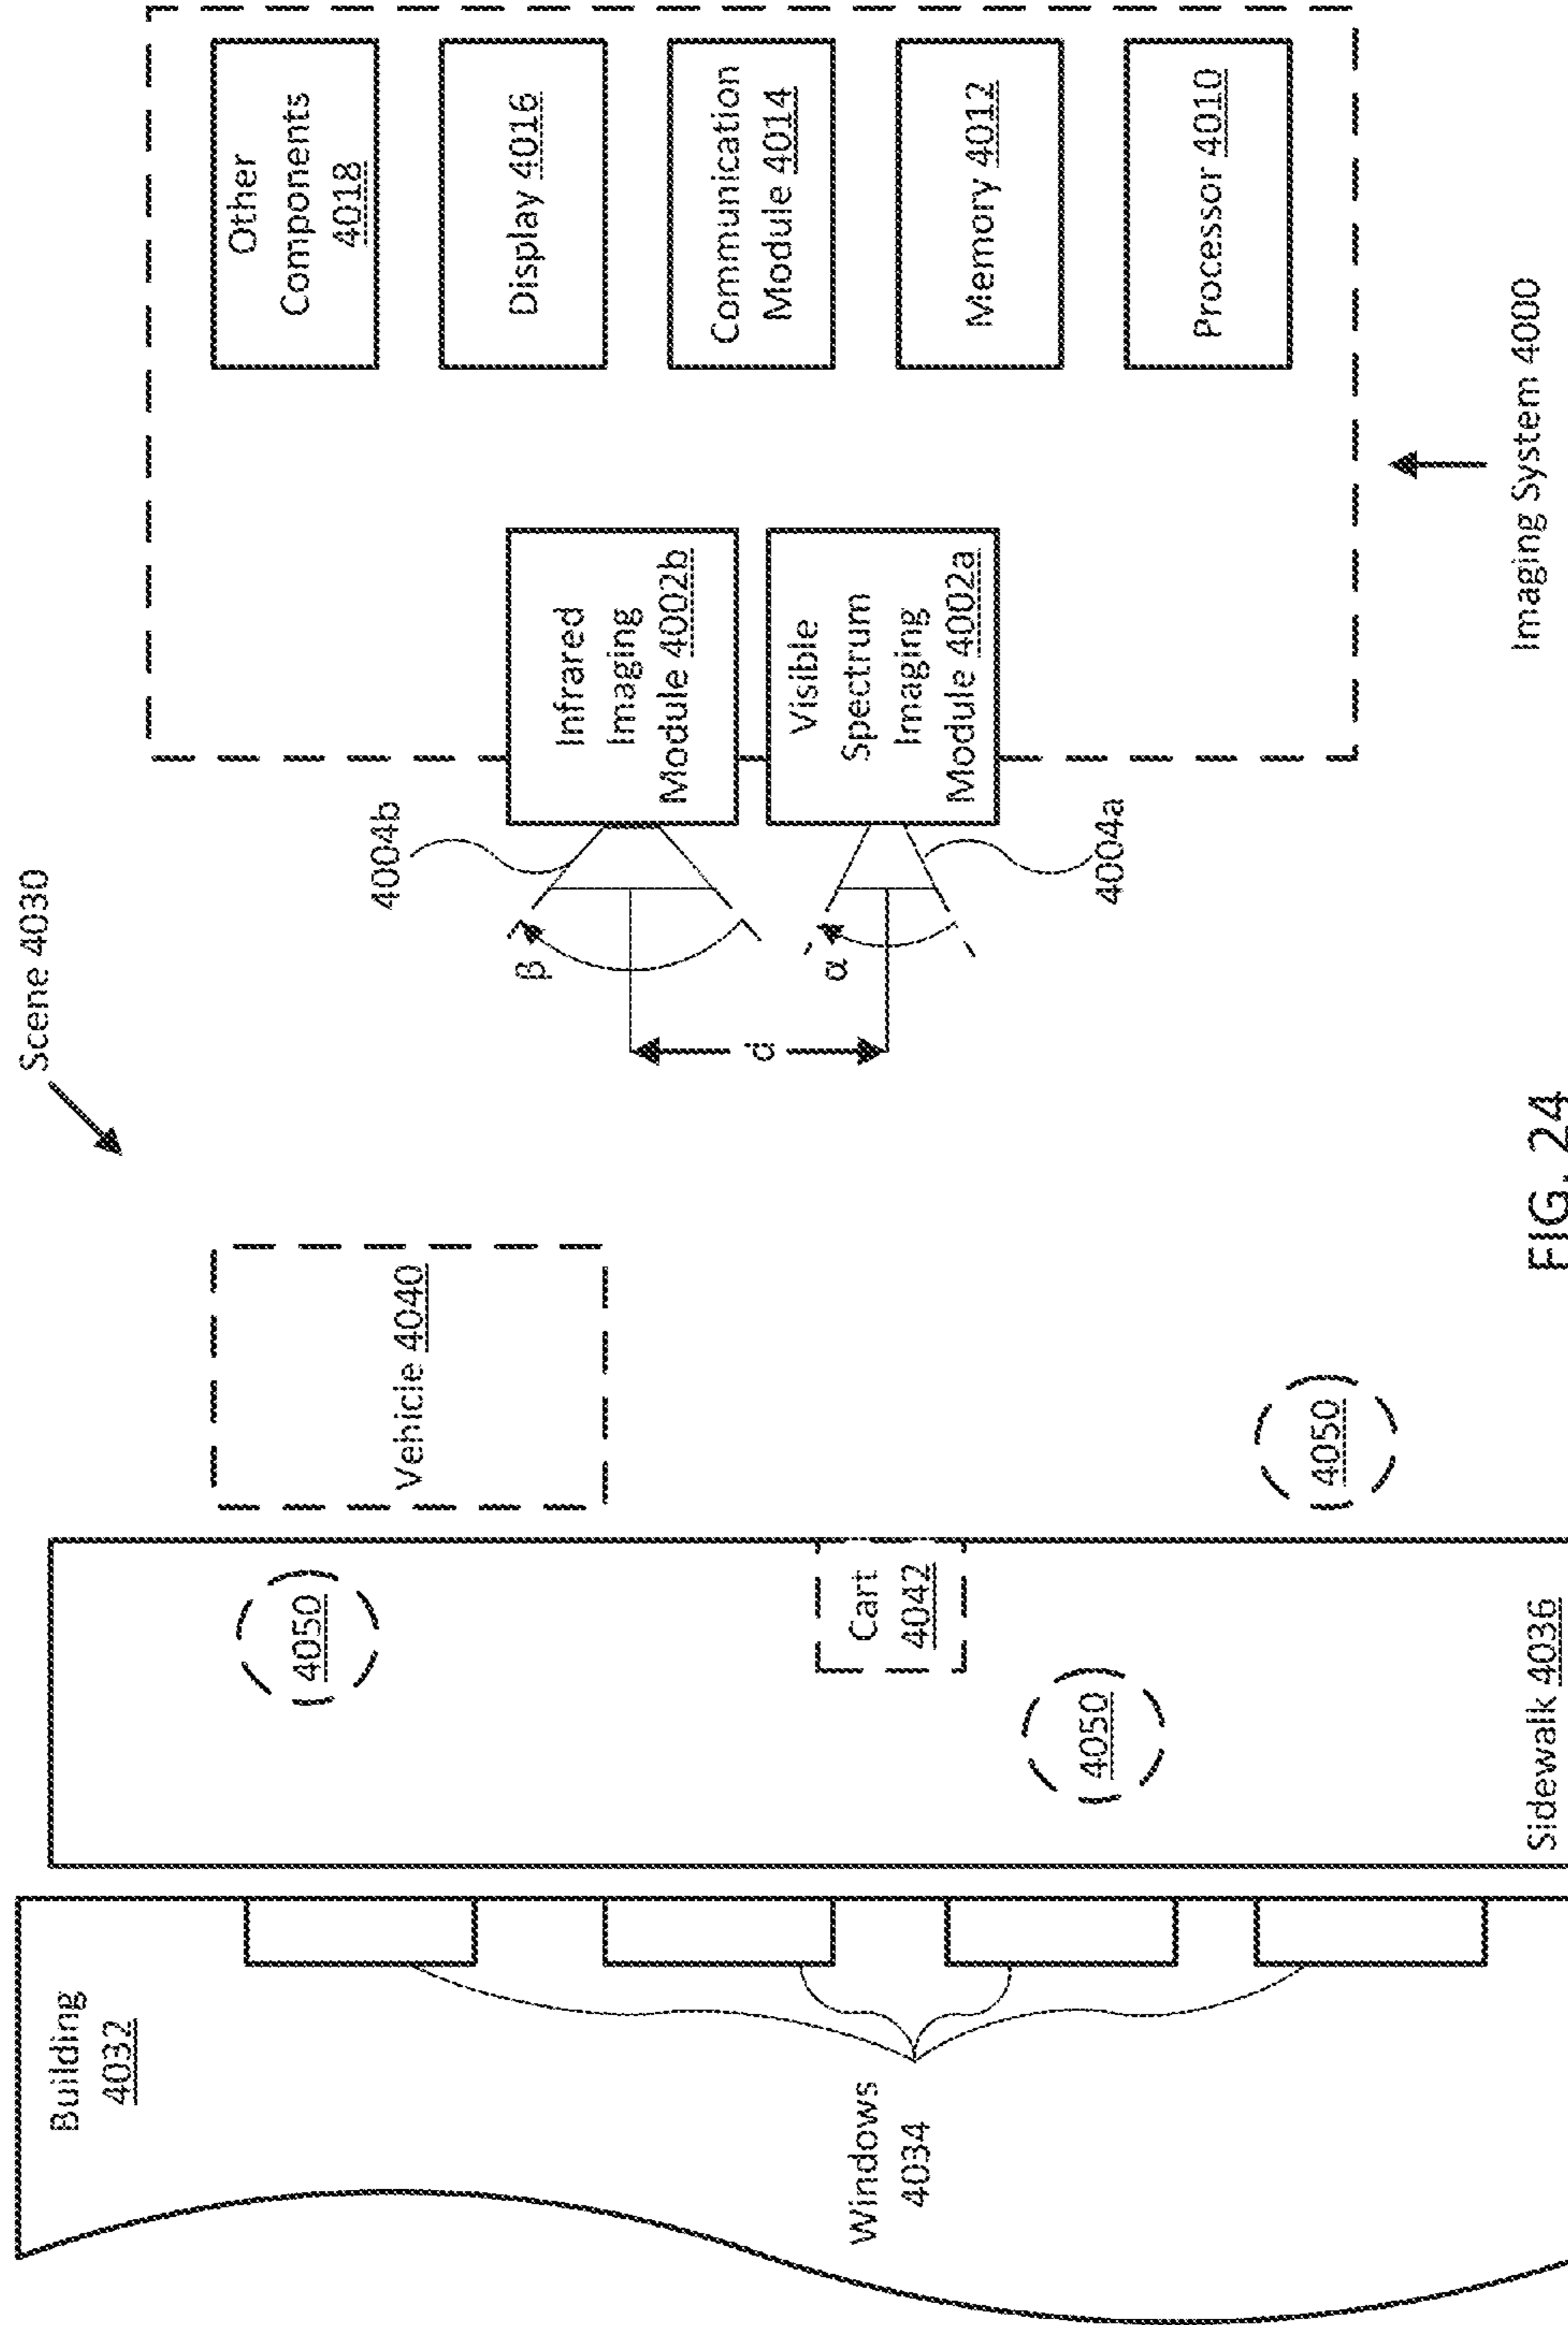 Scene 4030
Building
4032
Windows
4034
Sidewalk 4036
4050
4050
Cart
4042
Vehicle 4040
4050
d
β
α
4004b
4004a
Infrared
Imaging
Module 4002b
Visible
Spectrum
Imaging
Module 4002a
Other
Components
4018
Display 4016
Communication
Module 4014
Memory 4012
Processor 4010
Imaging System 4000
FIG. 24